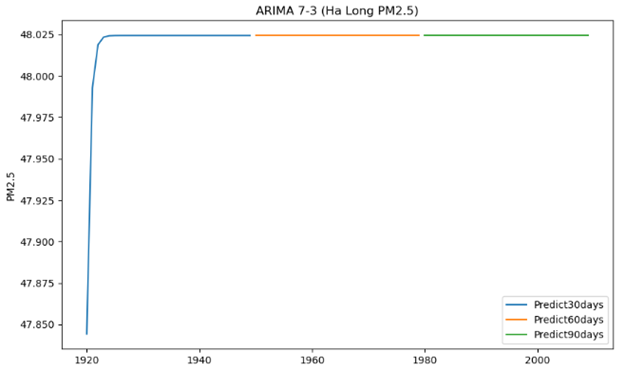 ARIMA 7-3 (Ha Long PM2.5)
48.025
48.000
47.975
47.950
47.925
47.900
47.875
47.850
PM2.5
1920 1940 1960 1980 2000
Predict30days
Predict60days
Predict90days